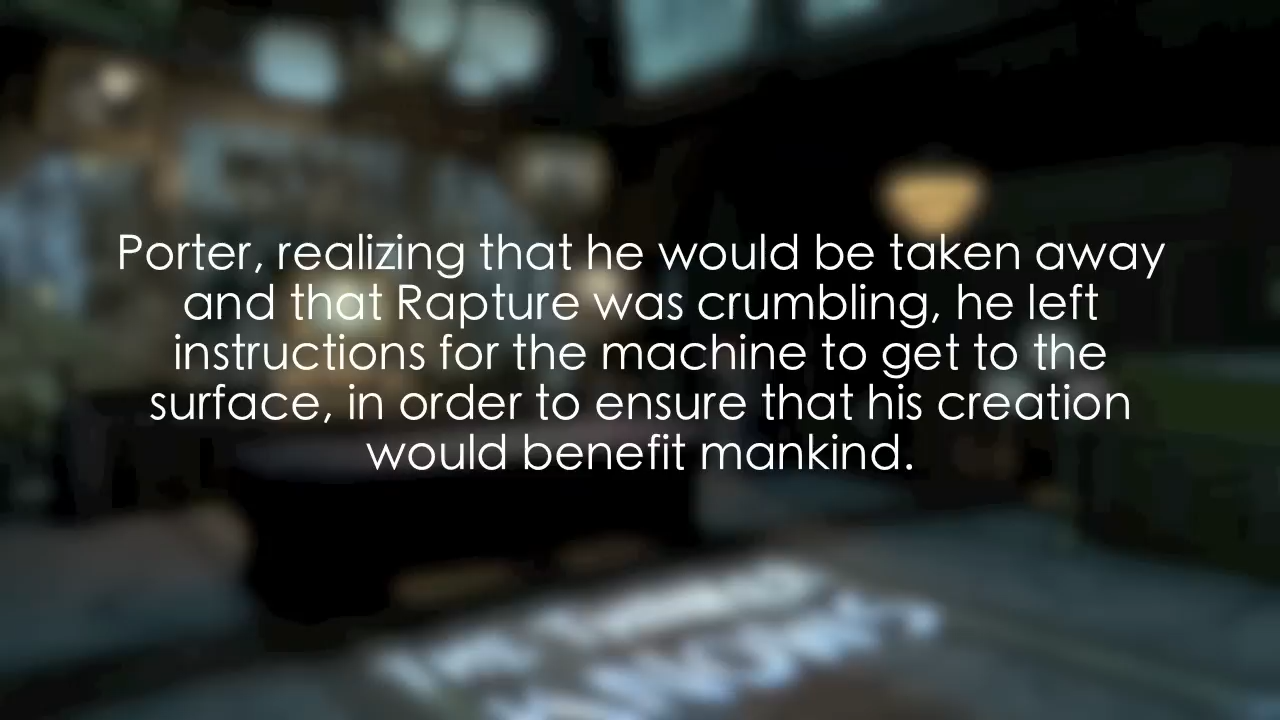 Porter, realizing that he would be taken away
and that Rapture was crumbling, he left
instructions for the machine to get to the
surface, in order to ensure that his creation
would benefit mankind.